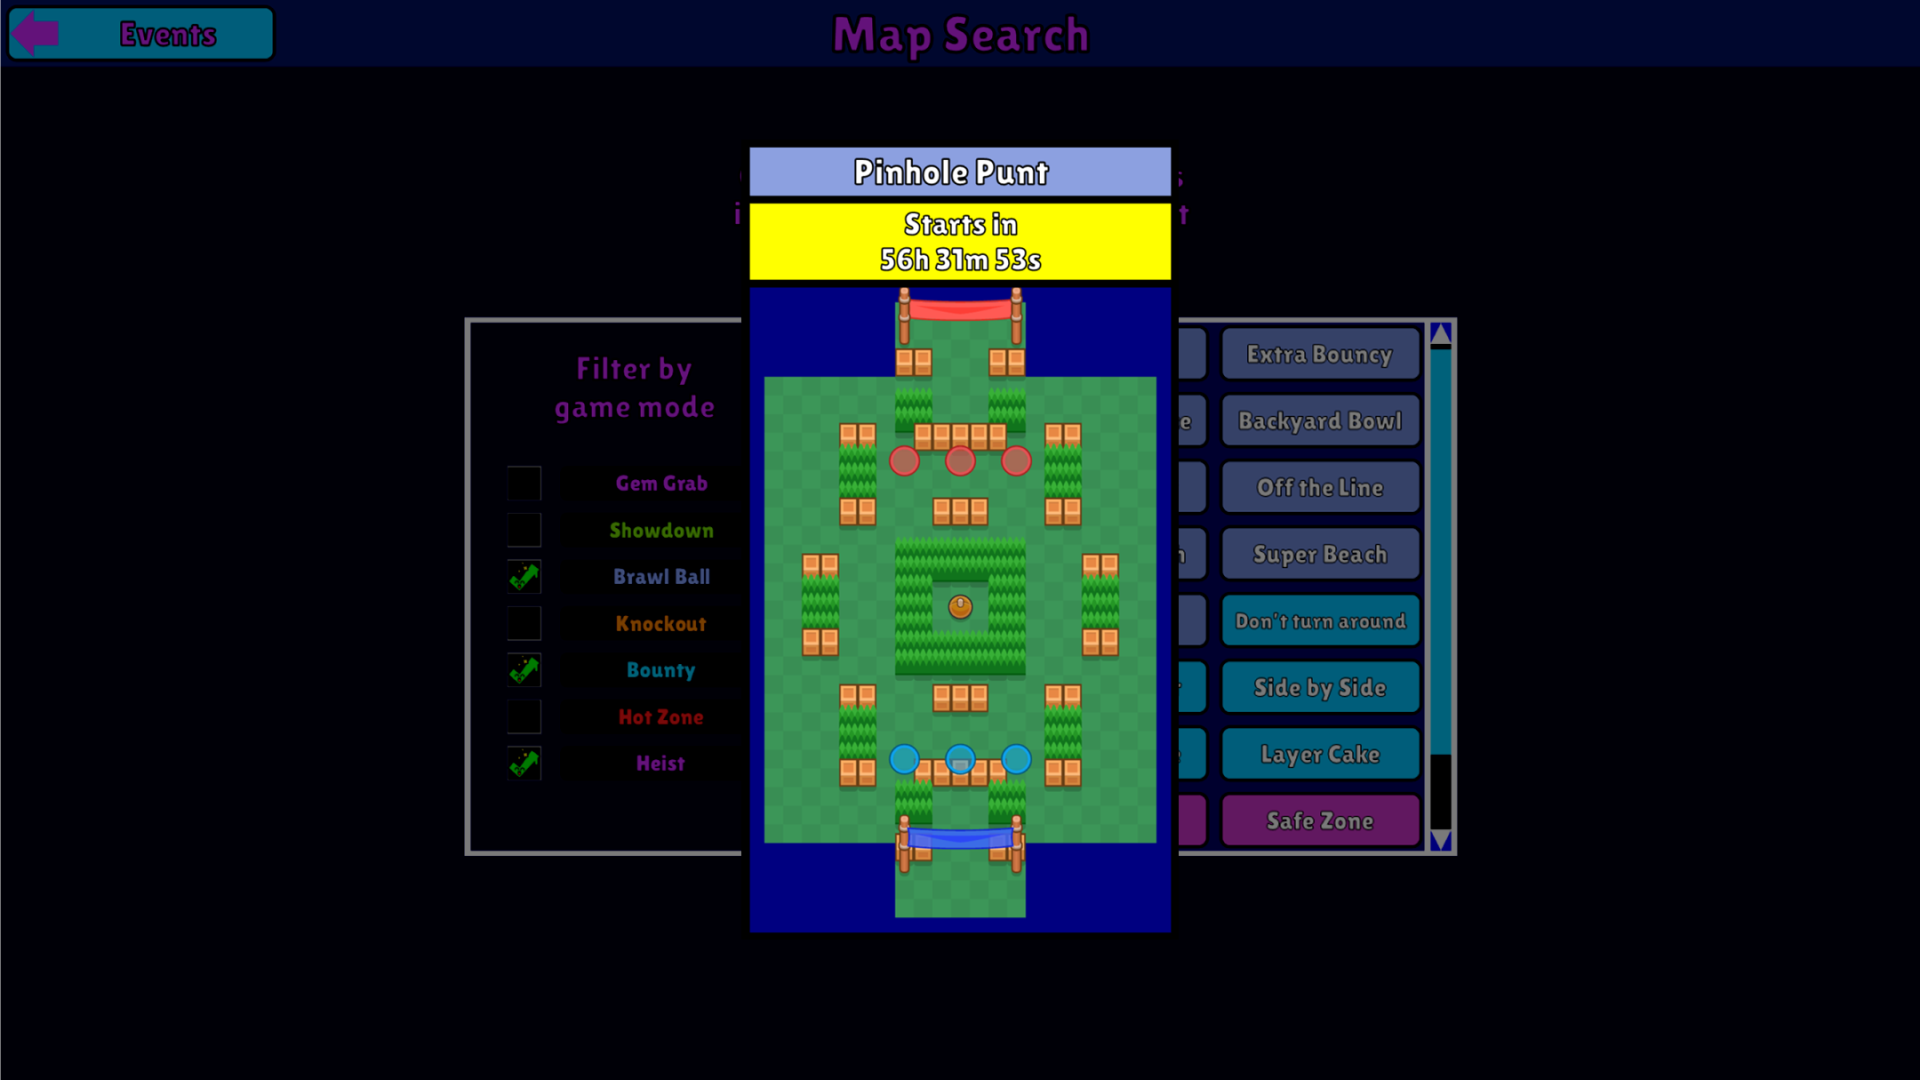 Events
Map Search
Pinhole Punt
Starts in
56h 31m 53s
Filter by
game mode
Gem Grab
Showdown
Brawl Ball
Knockout
Bounty
Hot Zone
Heist
Extra Bouncy
Backyard Bowl
Off the Line
Super Beach
Don't turn around
Side by Side
Layer Cake
Safe Zone